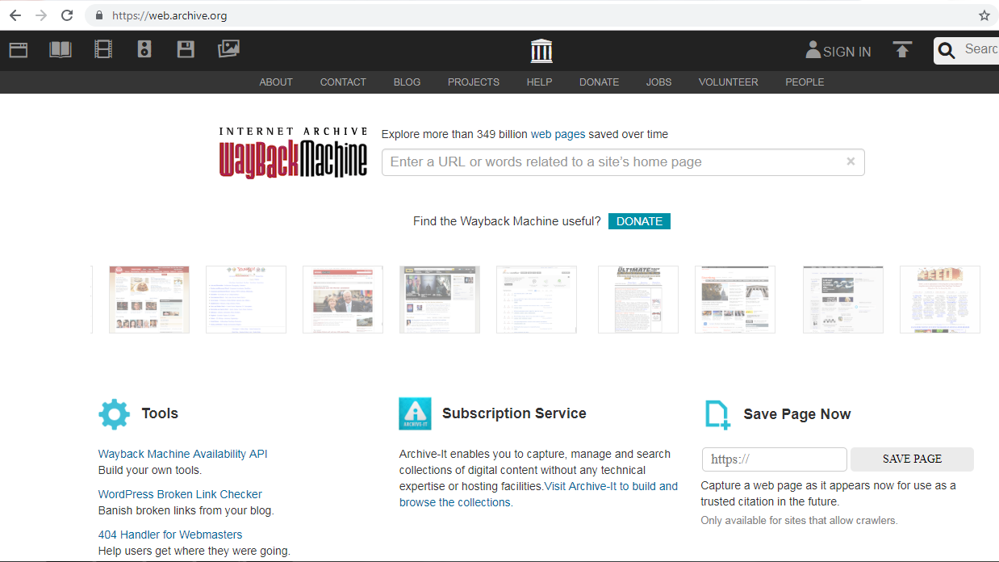 https://web.archive.org
SIGN IN
Searc
ABOUT CONTACT BLOG PROJECTS HELP DONATE JOBS VOLUNTEER PEOPLE
INTERNET ARCHIVE
WayBackMachine
Explore more than 349 billion web pages saved over time
Enter a URL or words related to a site’s home page
Find the Wayback Machine useful? DONATE
Tools
Wayback Machine Availability API
Build your own tools.
WordPress Broken Link Checker
Banish broken links from your blog.
404 Handler for Webmasters
Help users get where they were going.
ARCHIVE-IT
Subscription Service
Archive-It enables you to capture, manage and search
collections of digital content without any technical
expertise or hosting facilities.Visit Archive-It to build and
browse the collections.
Save Page Now
https:// SAVE PAGE
Capture a web page as it appears now for use as a
trusted citation in the future.
Only available for sites that allow crawlers.